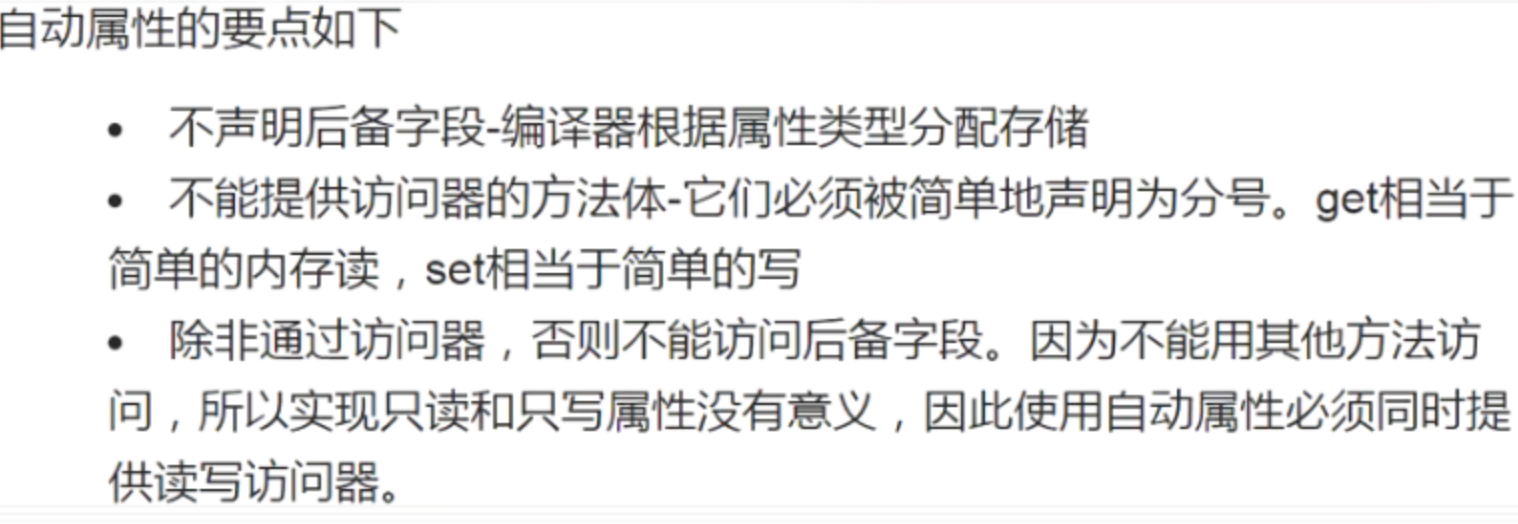 自动属性的要点如下
• 不声明后备字段-编译器根据属性类型分配存储
• 不能提供访问器的方法体-它们必须被简单地声明为分号。get相当于
简单的内存读，set相当于简单的写
• 除非通过访问器，否则不能访问后备字段。因为不能用其他方法访
问，所以实现只读和只写属性没有意义，因此使用自动属性必须同时提
供读写访问器。